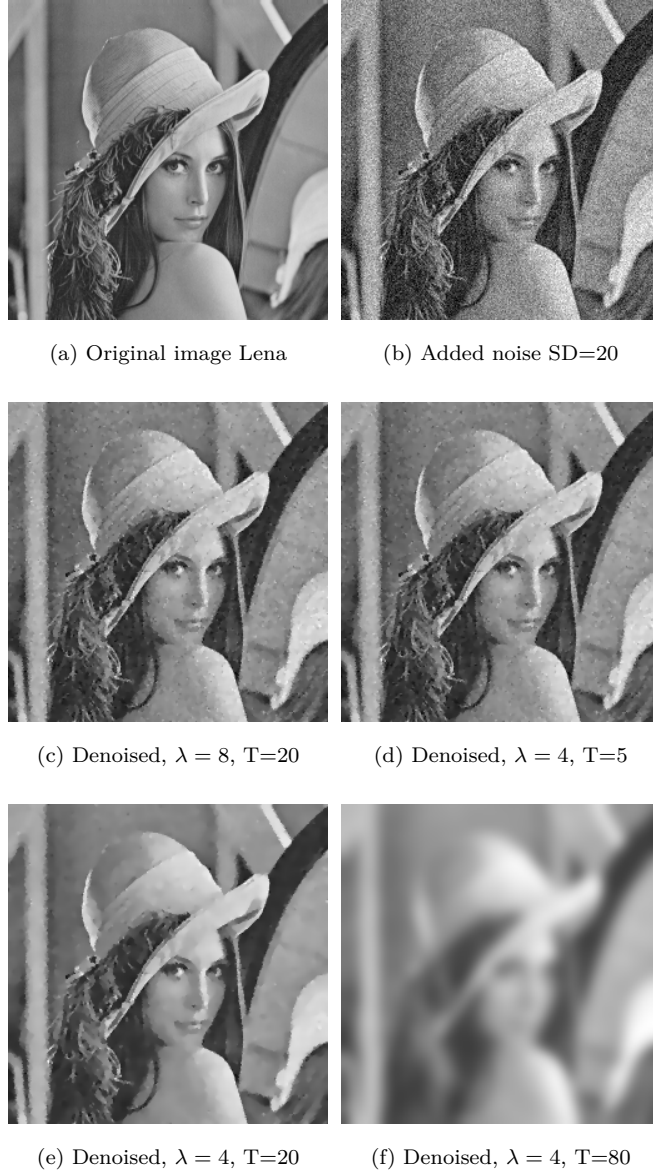 (a) Original image Lena
(b) Added noise SD=20
(c) Denoised, λ = 8, T=20
(d) Denoised, λ = 4, T=5
(e) Denoised, λ = 4, T=20
(f) Denoised, λ = 4, T=80